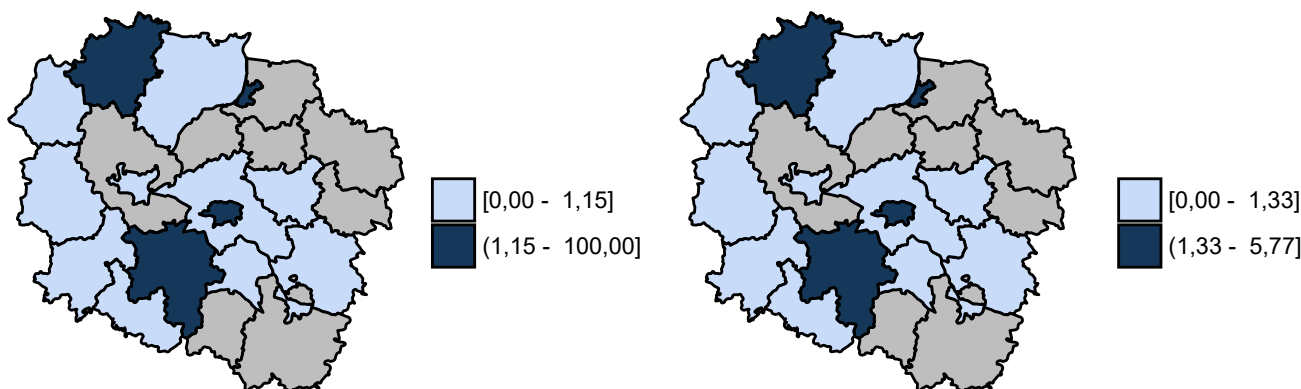 [0,00 - 1,15]
(1,15 - 100,00]
[0,00 - 1,33]
(1,33 - 5,77]